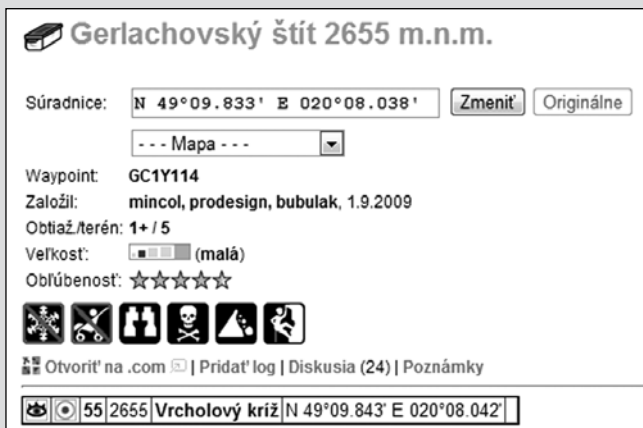 Gerlachovský štít 2655 m.n.m.
Súradnice: N 49°09.833' E 020°08.038' Zmeniť Originálne
- - - Mapa - - -
Waypoint: GC1Y114
Založil: mincol, prodesign, bubulak, 1.9.2009
Obtiaž./terén: 1+ / 5
Veľkosť: (malá)
Obľúbenosť:
Otvoriť na .com | Pridať log | Diskusia (24) | Poznámky
55 2655 Vrcholový kríž N 49°09.843' E 020°08.042'